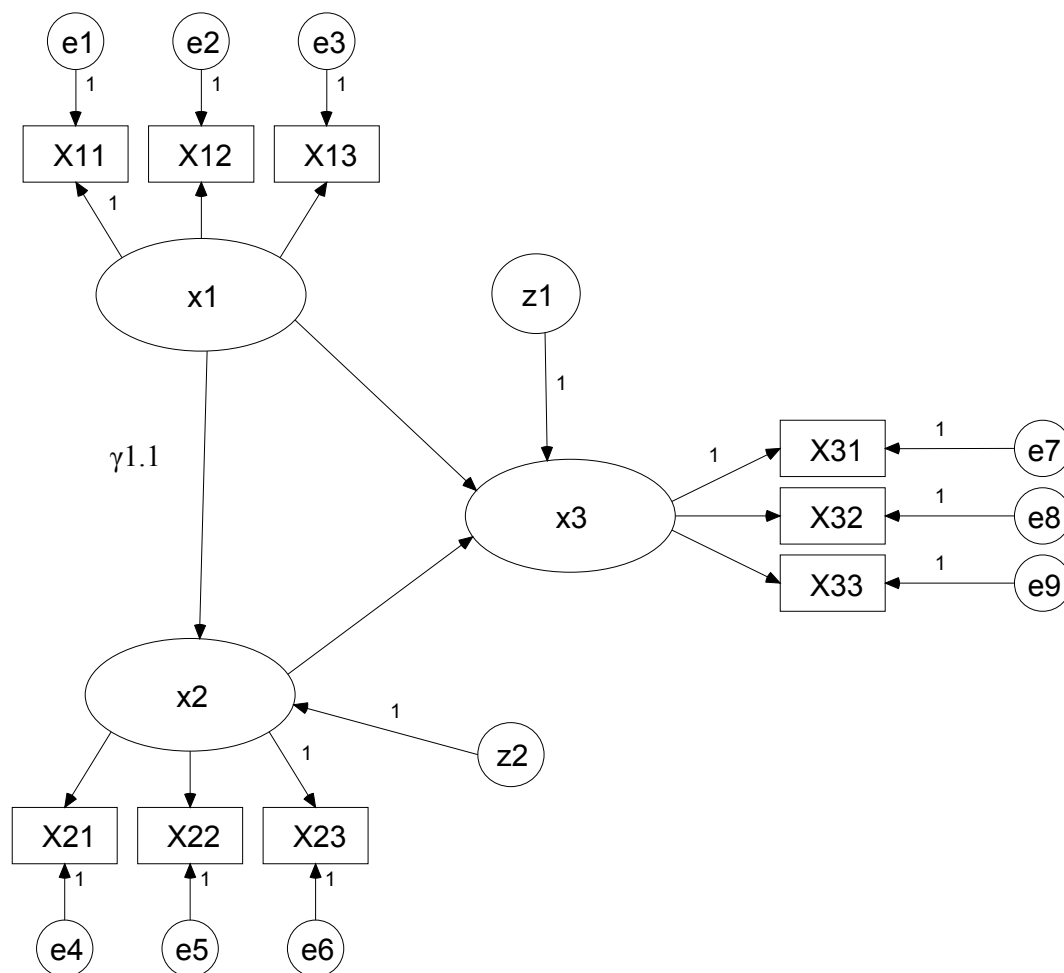 e1 e2 e3
1 1 1
X11 X12 X13
1
x1
z1
1
γ1.1
1 X31 1 e7
x3
X32 1 e8
X33 1 e9
x2
1
1
z2
X21 X22 X23
1 1 1
e4 e5 e6